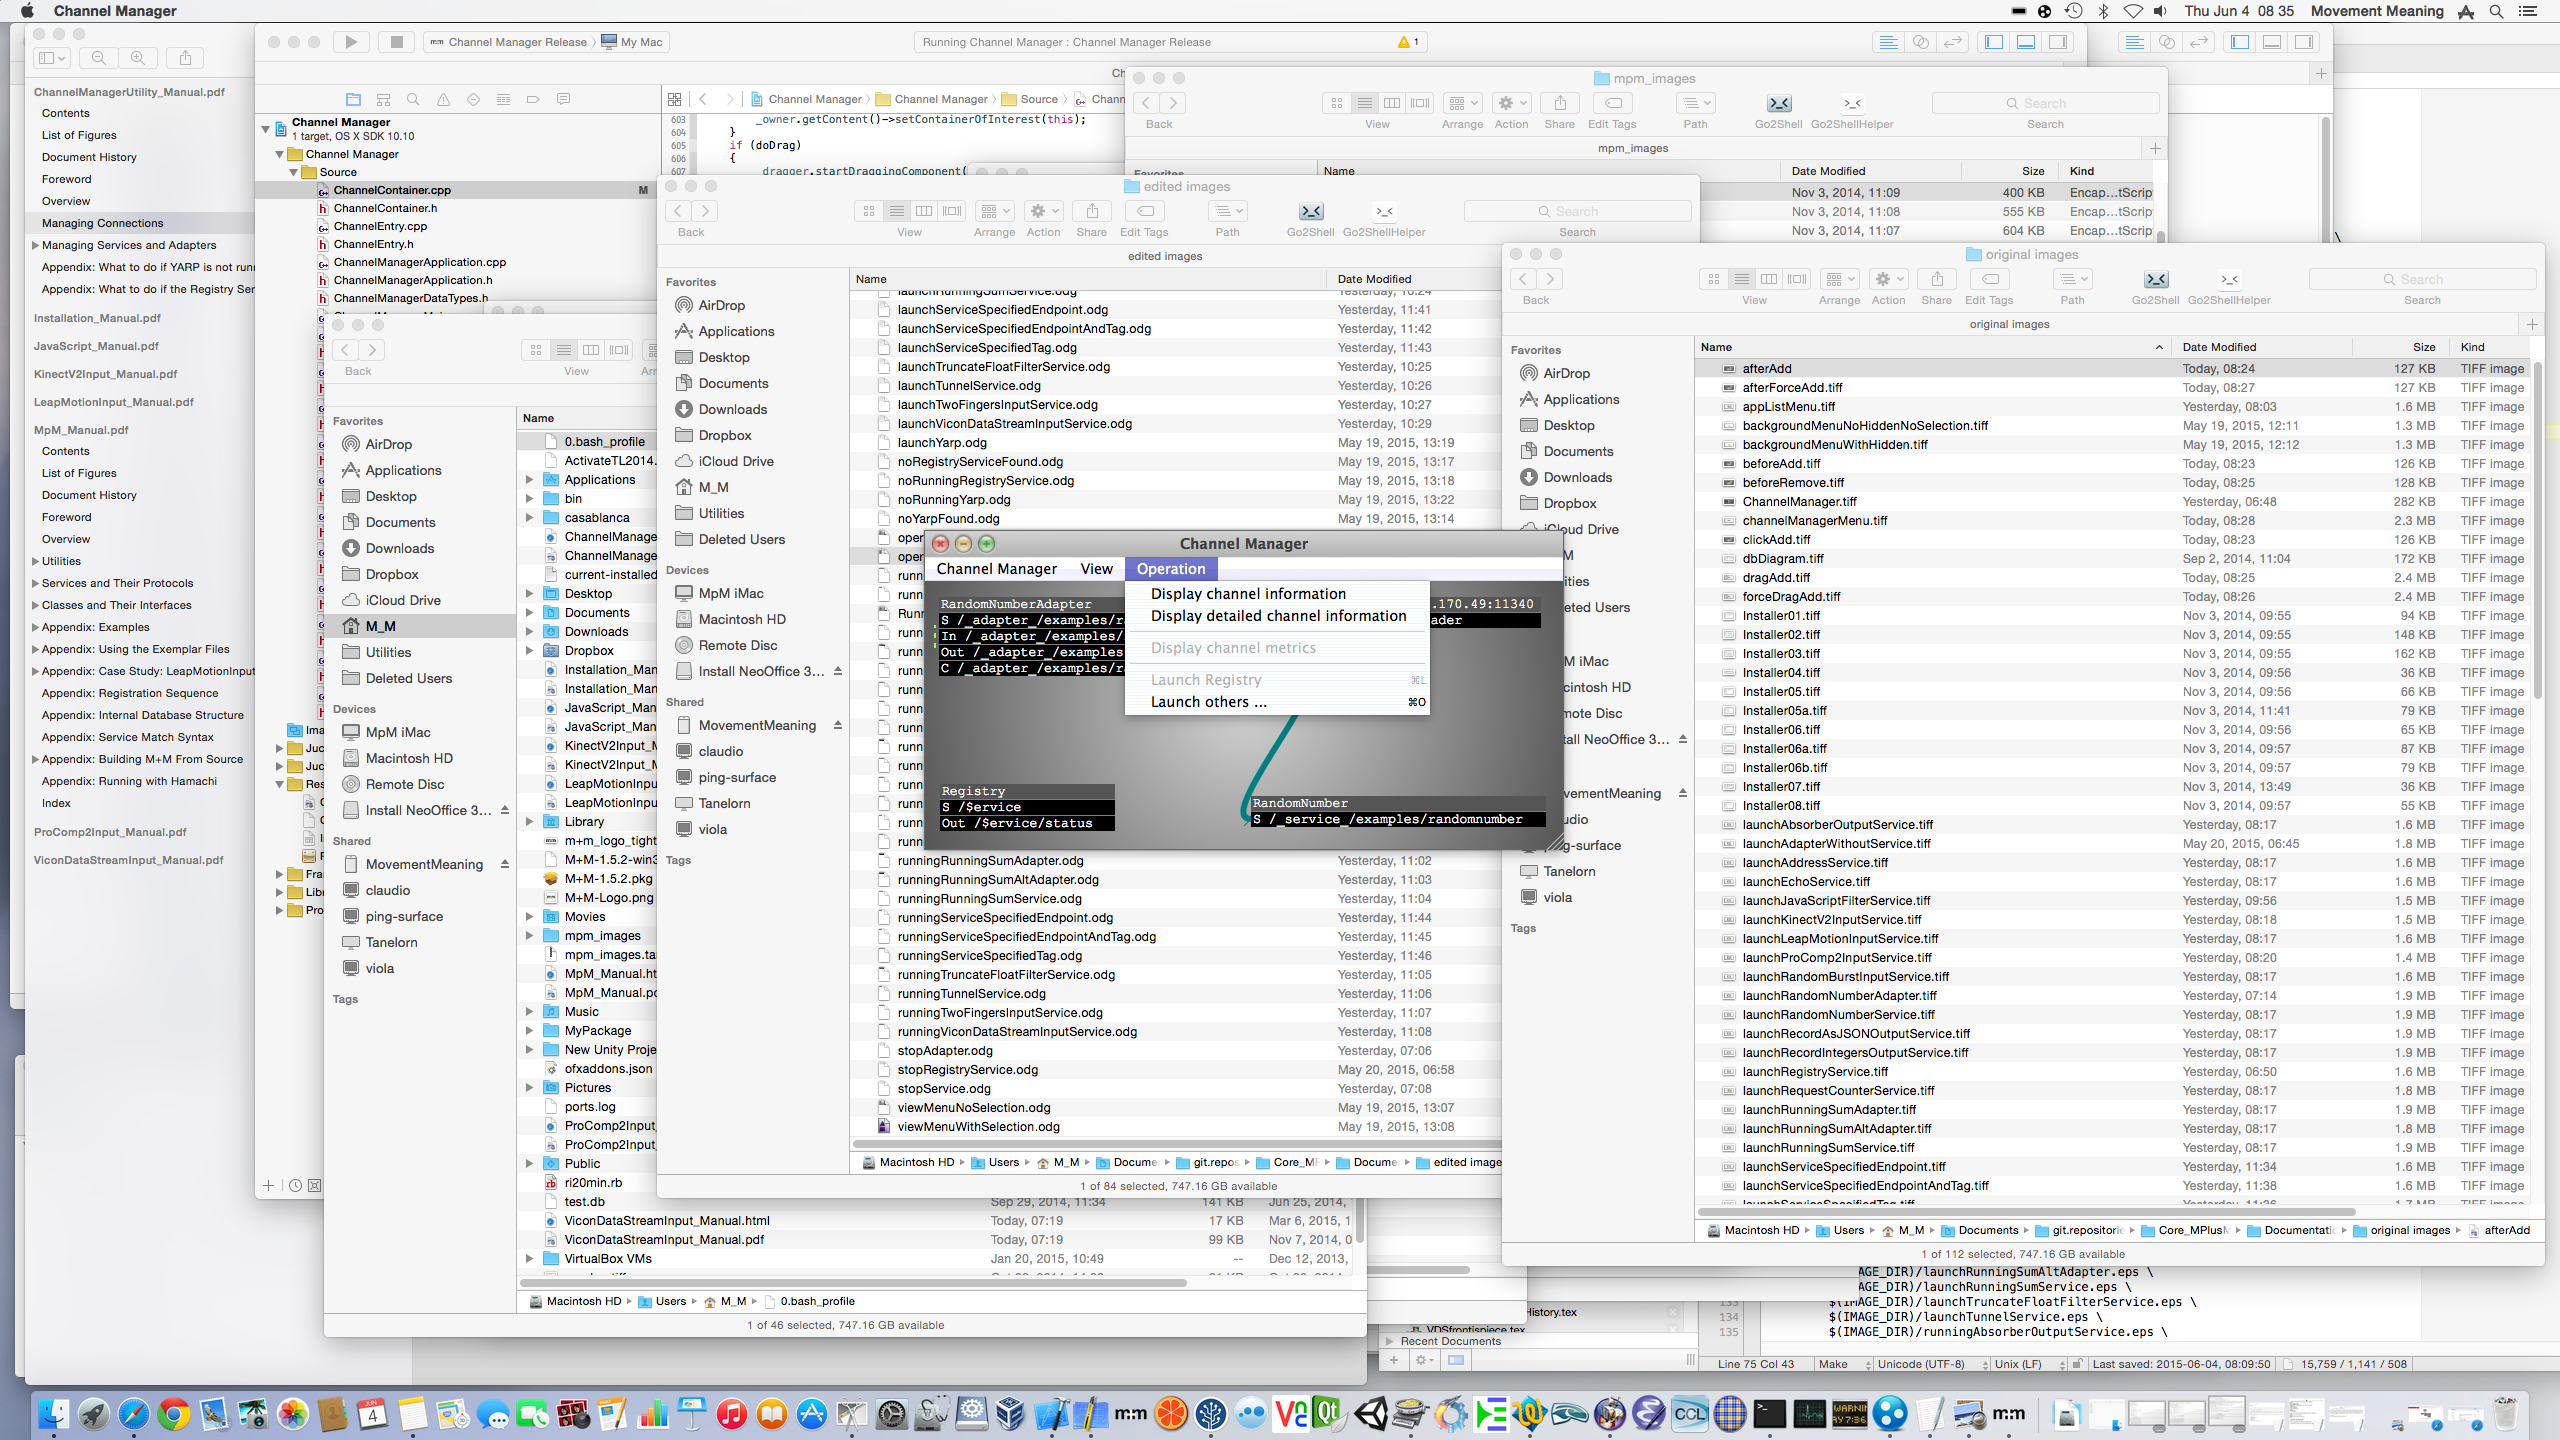 Channel Manager
Thu Jun 4 08 35 Movement Meaning
Channel Manager Release My Mac
Running Channel Manager : Channel Manager Release
1
ChannelManagerUtility_Manual.pdf
Contents
List of Figures
Document History
Foreword
Overview
Managing Connections
Managing Services and Adapters
Appendix: What to do if YARP is not run
Appendix: What to do if the Registry Ser
Installation_Manual.pdf
JavaScript_Manual.pdf
KinectV2Input_Manual.pdf
LeapMotionInput_Manual.pdf
MpM_Manual.pdf
Contents
List of Figures
Document History
Foreword
Overview
Utilities
Services and Their Protocols
Classes and Their Interfaces
Appendix: Examples
Appendix: Using the Exemplar Files
Appendix: Case Study: LeapMotionInput
Appendix: Registration Sequence
Appendix: Internal Database Structure
Appendix: Service Match Syntax
Appendix: Building M+M From Source
Appendix: Running with Hamachi
Index
ProComp2Input_Manual.pdf
ViconDataStreamInput_Manual.pdf
Channel Manager
1 target, OS X SDK 10.10
Channel Manager
Source
ChannelContainer.cpp M
ChannelContainer.h
ChannelEntry.cpp
ChannelEntry.h
ChannelManagerApplication.cpp
ChannelManagerApplication.h
ChannelManagerDataTypes.h
Channel Manager Channel Manager Source Chann
603 _owner.getContent()->setContainerOfInterest(this);
604 }
605 if (doDrag)
606 {
607 dragger.startDraggingComponent(
mpm_images
Back View Arrange Action Share Edit Tags Path Go2Shell Go2ShellHelper Search
mpm_images
Name Date Modified Size Kind
Nov 3, 2014, 11:09 400 KB Encap...tScrip
Nov 3, 2014, 11:08 555 KB Encap...tScrip
Nov 3, 2014, 11:07 604 KB Encap...tScrip
Back View
Favorites
AirDrop
Applications
Desktop
Documents
Downloads
Dropbox
iCloud Drive
M_M
Utilities
Deleted Users
Devices
MpM iMac
Macintosh HD
Remote Disc
Install NeoOffice 3...
Shared
MovementMeaning
claudio
ping-surface
Tanelorn
viola
Tags
Name
0.bash_profile
ActivateTL2014.
Applications
bin
casablanca
ChannelManage
ChannelManage
current-installed
Desktop
Documents
Downloads
Dropbox
Installation_Man
Installation_Man
JavaScript_Man
JavaScript_Man
KinectV2Input_M
KinectV2Input_M
LeapMotionInput
LeapMotionInput
Library
m+m_logo_tight
M+M-1.5.2-win3
M+M-1.5.2.pkg
M+M-Logo.png
Movies
mpm_images
mpm_images.ta
MpM_Manual.ht
MpM_Manual.pd
Music
MyPackage
New Unity Proje
ofxaddons.json
Pictures
ports.log
ProComp2Input_
ProComp2Input_
Public
ri20min.rb
test.db Sep 29, 2014, 11:34 141 KB Jun 25, 2014,
ViconDataStreamInput_Manual.html Today, 07:19 17 KB Mar 6, 2015, 1
ViconDataStreamInput_Manual.pdf Today, 07:19 99 KB Nov 7, 2014, 0
VirtualBox VMs Jan 20, 2015, 10:49 -- Dec 12, 2013,
Macintosh HD Users M_M 0.bash_profile
1 of 46 selected, 747.16 GB available
edited images
Back View Arrange Action Share Edit Tags Path Go2Shell Go2ShellHelper Search
edited images
Favorites
AirDrop
Applications
Desktop
Documents
Downloads
Dropbox
iCloud Drive
M_M
Utilities
Deleted Users
Devices
MpM iMac
Macintosh HD
Remote Disc
Install NeoOffice 3...
Shared
MovementMeaning
claudio
ping-surface
Tanelorn
viola
Tags
Name Date Modified
launchRunningSumService.odg Yesterday, 10:24
launchServiceSpecifiedEndpoint.odg Yesterday, 11:41
launchServiceSpecifiedEndpointAndTag.odg Yesterday, 11:42
launchServiceSpecifiedTag.odg Yesterday, 11:43
launchTruncateFloatFilterService.odg Yesterday, 10:25
launchTunnelService.odg Yesterday, 10:26
launchTwoFingersInputService.odg Yesterday, 10:27
launchViconDataStreamInputService.odg Yesterday, 10:29
launchYarp.odg May 19, 2015, 13:19
noRegistryServiceFound.odg May 19, 2015, 13:17
noRunningRegistryService.odg May 19, 2015, 13:18
noRunningYarp.odg May 19, 2015, 13:22
noYarpFound.odg May 19, 2015, 13:14
runningRunningSumAdapter.odg Yesterday, 11:02
runningRunningSumAltAdapter.odg Yesterday, 11:03
runningRunningSumService.odg Yesterday, 11:04
runningServiceSpecifiedEndpoint.odg Yesterday, 11:44
runningServiceSpecifiedEndpointAndTag.odg Yesterday, 11:45
runningServiceSpecifiedTag.odg Yesterday, 11:46
runningTruncateFloatFilterService.odg Yesterday, 11:05
runningTunnelService.odg Yesterday, 11:06
runningTwoFingersInputService.odg Yesterday, 11:07
runningViconDataStreamInputService.odg Yesterday, 11:08
stopAdapter.odg Yesterday, 07:06
stopRegistryService.odg May 20, 2015, 06:58
stopService.odg Yesterday, 07:08
viewMenuNoSelection.odg May 19, 2015, 13:07
viewMenuWithSelection.odg May 19, 2015, 13:08
Macintosh HD Users M_M Docume git.repos Core_MP Docume edited image
1 of 84 selected, 747.16 GB available
Channel Manager
Channel Manager View Operation
Display channel information
Display detailed channel information
Display channel metrics
Launch Registry ⌘L
Launch others ... ⌘O
RandomNumberAdapter .170.49:11340
S /_adapter_/examples/ra ader
In /_adapter_/examples/
Out /_adapter_/examples
C /_adapter_/examples/ra
Registry
S /$ervice
Out /$ervice/status
RandomNumber
S /_service_/examples/randomnumber
original images
Back View Arrange Action Share Edit Tags Path Go2Shell Go2ShellHelper Search
original images
Favorites
AirDrop
Applications
Desktop
Documents
Downloads
Dropbox
iCloud Drive
Tanelorn
viola
Tags
Name Date Modified Size Kind
afterAdd Today, 08:24 127 KB TIFF image
afterForceAdd.tiff Today, 08:27 127 KB TIFF image
appListMenu.tiff Yesterday, 08:03 1.6 MB TIFF image
backgroundMenuNoHiddenNoSelection.tiff May 19, 2015, 12:11 1.3 MB TIFF image
backgroundMenuWithHidden.tiff May 19, 2015, 12:12 1.3 MB TIFF image
beforeAdd.tiff Today, 08:23 126 KB TIFF image
beforeRemove.tiff Today, 08:25 128 KB TIFF image
ChannelManager.tiff Yesterday, 06:48 282 KB TIFF image
channelManagerMenu.tiff Today, 08:28 2.3 MB TIFF image
clickAdd.tiff Today, 08:23 126 KB TIFF image
dbDiagram.tiff Sep 2, 2014, 11:04 172 KB TIFF image
dragAdd.tiff Today, 08:25 2.4 MB TIFF image
forceDragAdd.tiff Today, 08:26 2.4 MB TIFF image
Installer01.tiff Nov 3, 2014, 09:55 94 KB TIFF image
Installer02.tiff Nov 3, 2014, 09:55 148 KB TIFF image
Installer03.tiff Nov 3, 2014, 09:55 162 KB TIFF image
Installer04.tiff Nov 3, 2014, 09:56 36 KB TIFF image
Installer05.tiff Nov 3, 2014, 09:56 66 KB TIFF image
Installer05a.tiff Nov 3, 2014, 11:41 79 KB TIFF image
Installer06.tiff Nov 3, 2014, 09:56 65 KB TIFF image
Installer06a.tiff Nov 3, 2014, 09:57 87 KB TIFF image
Installer06b.tiff Nov 3, 2014, 09:57 79 KB TIFF image
Installer07.tiff Nov 3, 2014, 13:49 36 KB TIFF image
Installer08.tiff Nov 3, 2014, 09:57 55 KB TIFF image
launchAbsorberOutputService.tiff Yesterday, 08:17 1.6 MB TIFF image
launchAdapterWithoutService.tiff May 20, 2015, 06:45 1.8 MB TIFF image
launchAddressService.tiff Yesterday, 08:17 1.6 MB TIFF image
launchEchoService.tiff Yesterday, 08:17 1.6 MB TIFF image
launchJavaScriptFilterService.tiff Yesterday, 09:56 1.5 MB TIFF image
launchKinectV2InputService.tiff Yesterday, 08:18 1.6 MB TIFF image
launchLeapMotionInputService.tiff Yesterday, 08:17 1.6 MB TIFF image
launchProComp2InputService.tiff Yesterday, 08:20 1.4 MB TIFF image
launchRandomBurstInputService.tiff Yesterday, 08:17 1.6 MB TIFF image
launchRandomNumberAdapter.tiff Yesterday, 07:14 1.9 MB TIFF image
launchRandomNumberService.tiff Yesterday, 08:17 1.9 MB TIFF image
launchRecordAsJSONOutputService.tiff Yesterday, 08:17 1.9 MB TIFF image
launchRecordIntegersOutputService.tiff Yesterday, 08:17 1.9 MB TIFF image
launchRegistryService.tiff Yesterday, 06:50 1.6 MB TIFF image
launchRequestCounterService.tiff Yesterday, 08:17 1.8 MB TIFF image
launchRunningSumAdapter.tiff Yesterday, 08:17 1.9 MB TIFF image
launchRunningSumAltAdapter.tiff Yesterday, 08:17 1.8 MB TIFF image
launchRunningSumService.tiff Yesterday, 08:17 1.9 MB TIFF image
launchServiceSpecifiedEndpoint.tiff Yesterday, 11:34 1.6 MB TIFF image
launchServiceSpecifiedEndpointAndTag.tiff Yesterday, 11:38 1.6 MB TIFF image
launchServiceSpecifiedTag.tiff Yesterday, 11:36 1.7 MB TIFF image
Macintosh HD Users M_M Documents git.repositorie Core_MPlusM Documentatic original images afterAdd
1 of 112 selected, 747.16 GB available
AGE_DIR)/launchRunningSumAltAdapter.eps \
AGE_DIR)/launchRunningSumService.eps \
133 $(IMAGE_DIR)/launchTruncateFloatFilterService.eps \
134 $(IMAGE_DIR)/launchTunnelService.eps \
135 $(IMAGE_DIR)/runningAbsorberOutputService.eps \
History.tex
VDSfrontispiece.tex
Recent Documents
Line 75 Col 43 Make Unicode (UTF-8) Unix (LF) Last saved: 2015-06-04, 08:09:50 15,759 / 1,141 / 508
JUN
4
m:m
Qt
CCL
WARNIN
AY 7:36
m:m